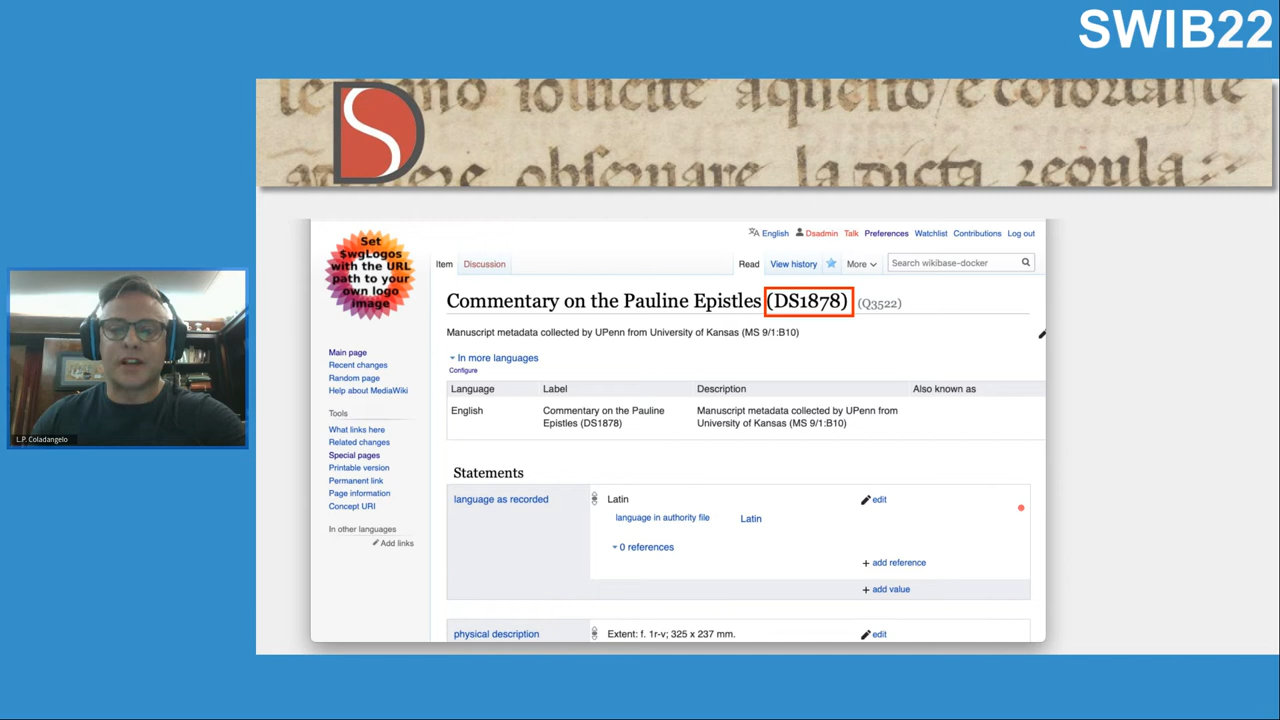 SWIB22
Set
$wgLogos
with the URL
path to your
own logo
image
English Dsadmin Talk Preferences Watchlist Contributions Log out
Item Discussion Read View history More Search wikibase-docker
Commentary on the Pauline Epistles (DS1878) (Q3522)
Manuscript metadata collected by UPenn from University of Kansas (MS 9/1:B10)
In more languages
Configure
Language Label Description Also known as
English Commentary on the Pauline Epistles (DS1878) Manuscript metadata collected by UPenn from University of Kansas (MS 9/1:B10)
Main page
Recent changes
Random page
Help about MediaWiki
Tools
What links here
Related changes
Special pages
Printable version
Permanent link
Page information
Concept URI
In other languages
Add links
Statements
language as recorded Latin edit
language in authority file Latin
0 references
+ add reference
+ add value
physical description Extent: f. 1r-v; 325 x 237 mm. edit
L.P. Coladangelo